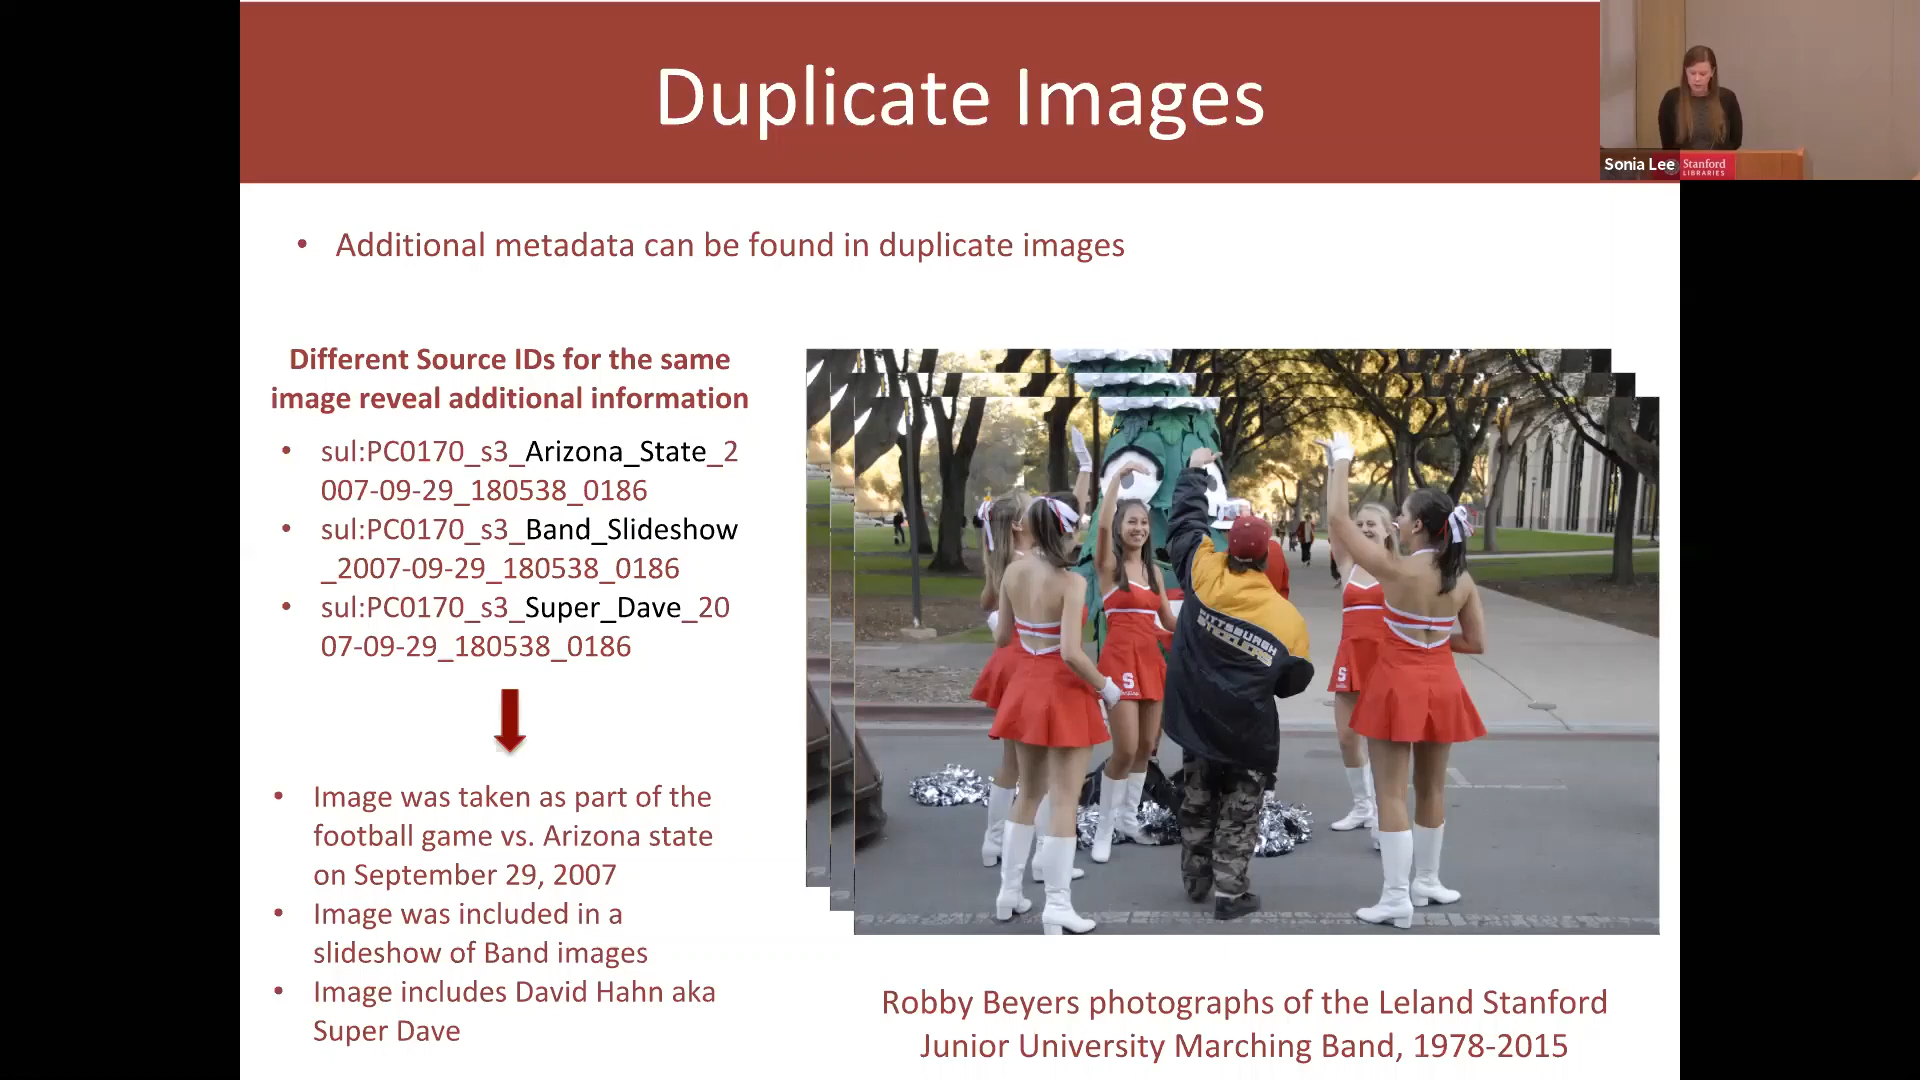 Duplicate Images
Sonia Lee
Stanford
LIBRARIES
• Additional metadata can be found in duplicate images
Different Source IDs for the same
image reveal additional information
• sul:PC0170_s3_Arizona_State_2
007-09-29_180538_0186
• sul:PC0170_s3_Band_Slideshow
_2007-09-29_180538_0186
• sul:PC0170_s3_Super_Dave_20
07-09-29_180538_0186
• Image was taken as part of the
football game vs. Arizona state
on September 29, 2007
• Image was included in a
slideshow of Band images
• Image includes David Hahn aka
Super Dave
PITTSBURGH
STEELERS
S
Robby Beyers photographs of the Leland Stanford
Junior University Marching Band, 1978-2015